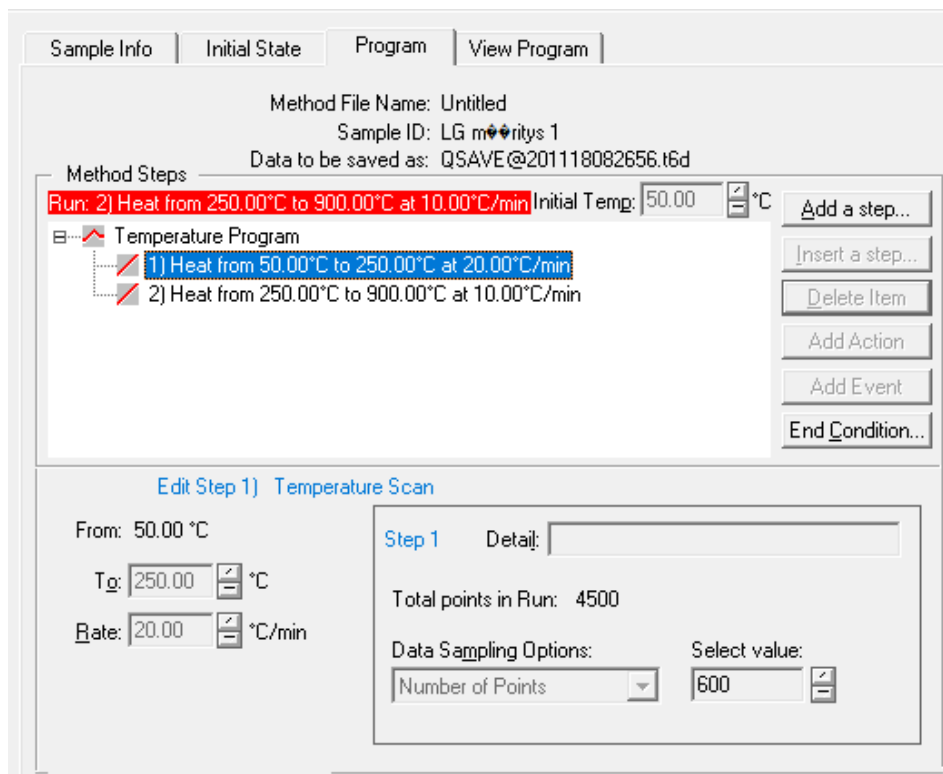 Sample Info Initial State Program View Program
Method File Name: Untitled
Sample ID: LG m��ritys 1
Data to be saved as: QSAVE@201118082656.t6d
Method Steps
Run: 2) Heat from 250.00°C to 900.00°C at 10.00°C/min Initial Temp: 50.00 °C
Add a step...
Temperature Program
1) Heat from 50.00°C to 250.00°C at 20.00°C/min
Insert a step...
2) Heat from 250.00°C to 900.00°C at 10.00°C/min
Delete Item
Add Action
Add Event
End Condition...
Edit Step 1) Temperature Scan
From: 50.00 °C
To: 250.00 °C
Rate: 20.00 °C/min
Step 1 Detail:
Total points in Run: 4500
Data Sampling Options: Select value:
Number of Points 600